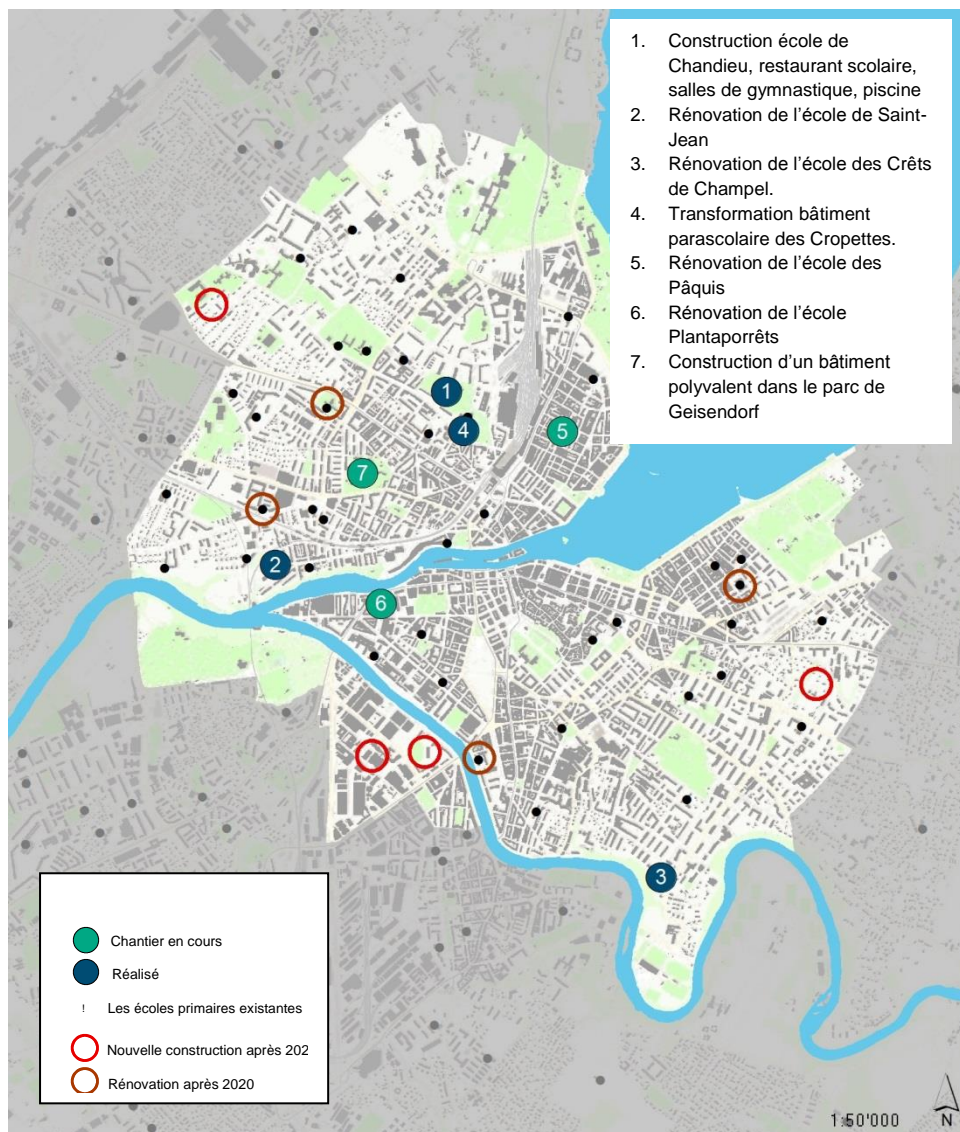 1. Construction école de
Chandieu, restaurant scolaire,
salles de gymnastique, piscine
2. Rénovation de l'école de Saint-
Jean
3. Rénovation de l'école des Crêts
de Champel.
4. Transformation bâtiment
parascolaire des Cropettes.
5. Rénovation de l'école des
Pâquis
6. Rénovation de l'école
Plantaporrêts
7. Construction d'un bâtiment
polyvalent dans le parc de
Geisendorf
1
4
5
7
2
6
3
Chantier en cours
Réalisé
! Les écoles primaires existantes
Nouvelle construction après 202
Rénovation après 2020
1:50'000
N